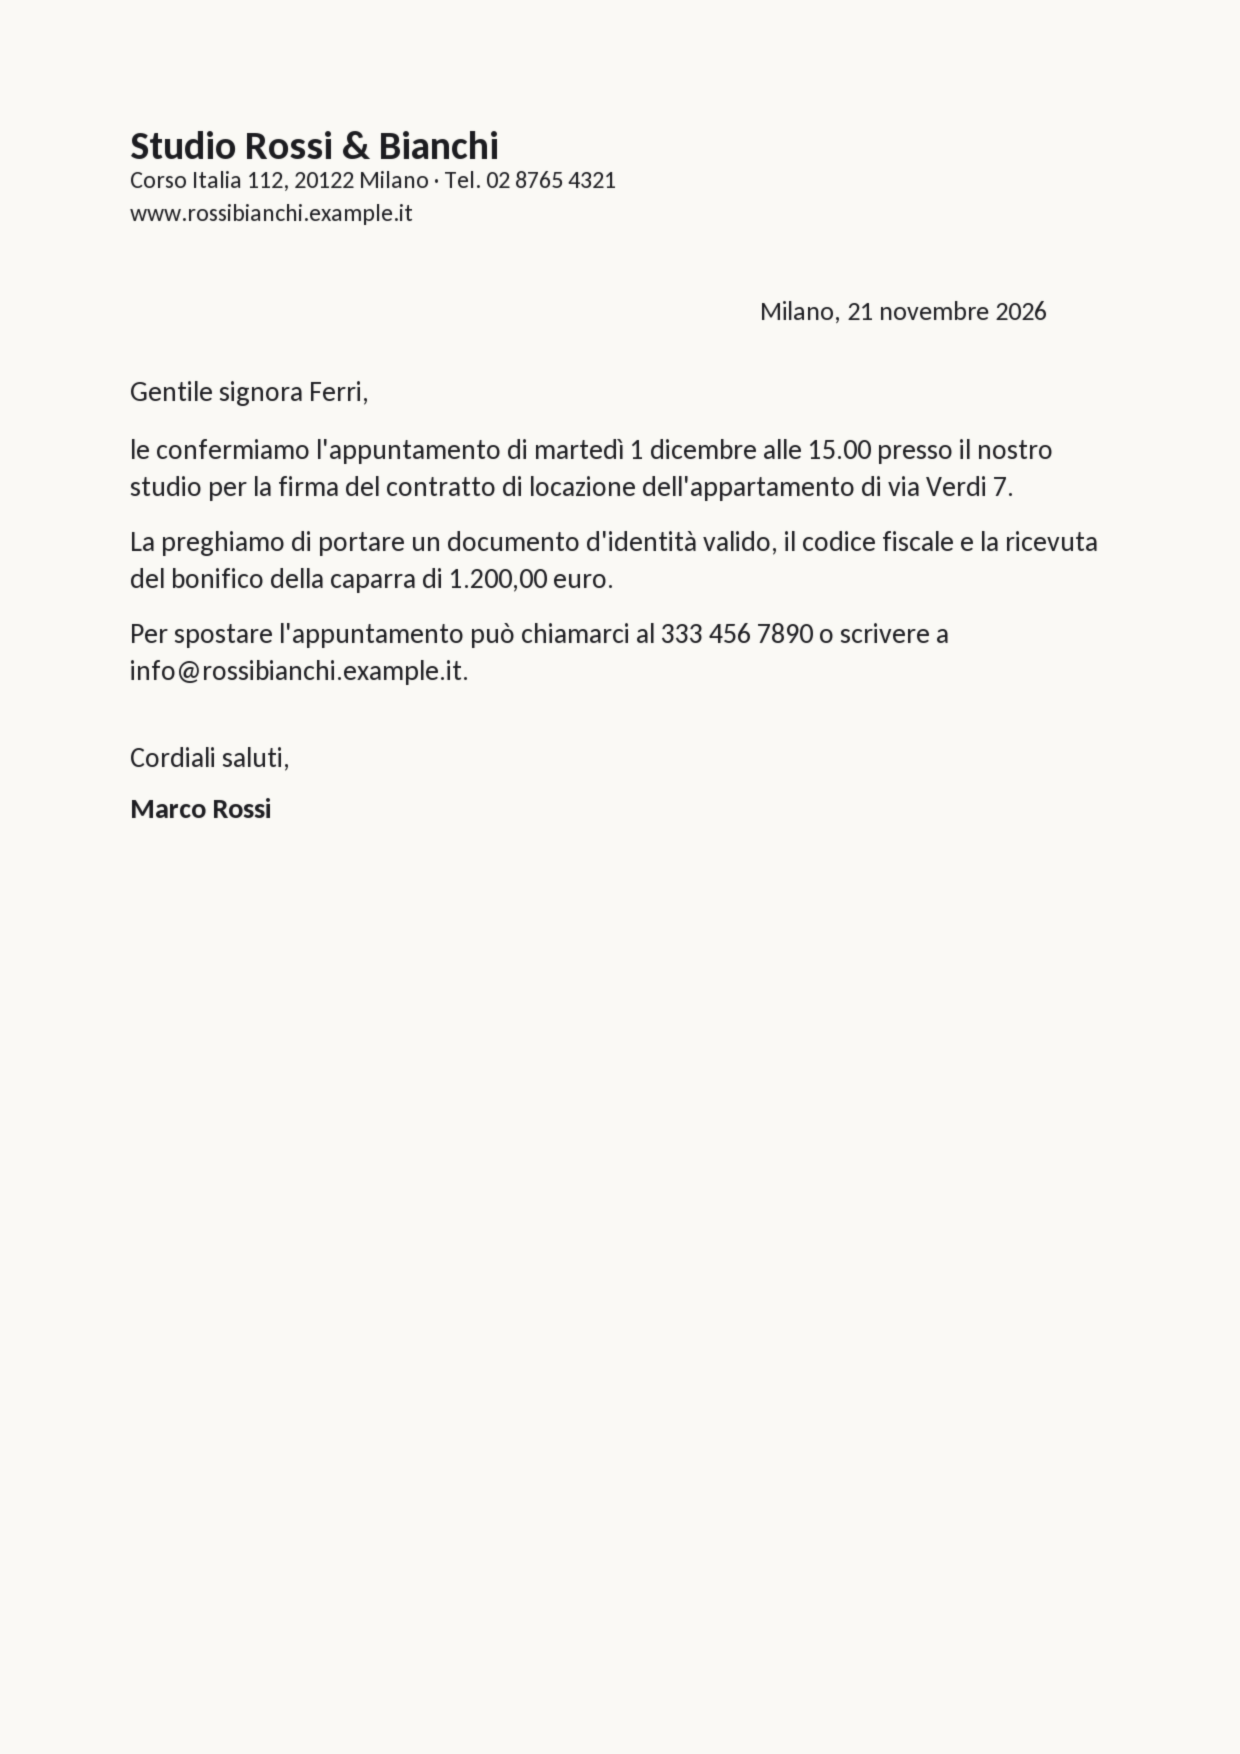 Studio Rossi & Bianchi
Corso Italia 112, 20122 Milano · Tel. 02 8765 4321
www.rossibianchi.example.it
Milano, 21 novembre 2026
Gentile signora Ferri,
le confermiamo l'appuntamento di martedì 1 dicembre alle 15.00 presso il nostro
studio per la firma del contratto di locazione dell'appartamento di via Verdi 7.
La preghiamo di portare un documento d'identità valido, il codice fiscale e la ricevuta
del bonifico della caparra di 1.200,00 euro.
Per spostare l'appuntamento può chiamarci al 333 456 7890 o scrivere a
info@rossibianchi.example.it.
Cordiali saluti,
Marco Rossi